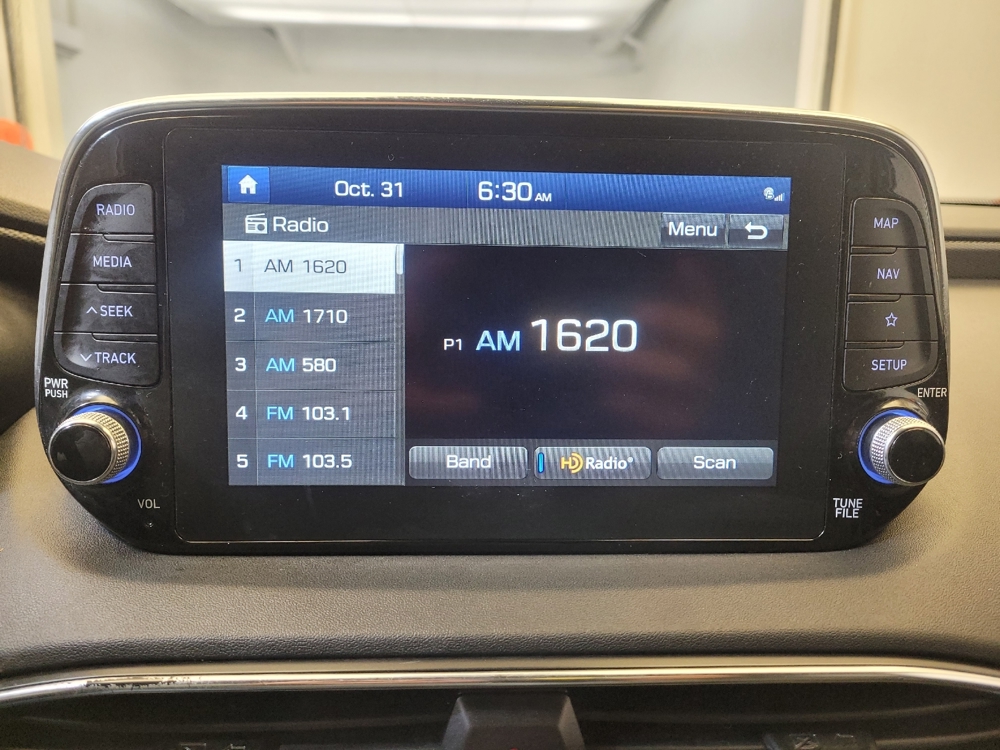 Oct. 31 6:30 AM
Radio Menu
1 AM 1620
2 AM 1710
3 AM 580
4 FM 103.1
5 FM 103.5
P1 AM 1620
Band HD Radio® Scan
RADIO
MEDIA
SEEK
TRACK
PWR
PUSH
VOL
MAP
NAV
SETUP
ENTER
TUNE
FILE